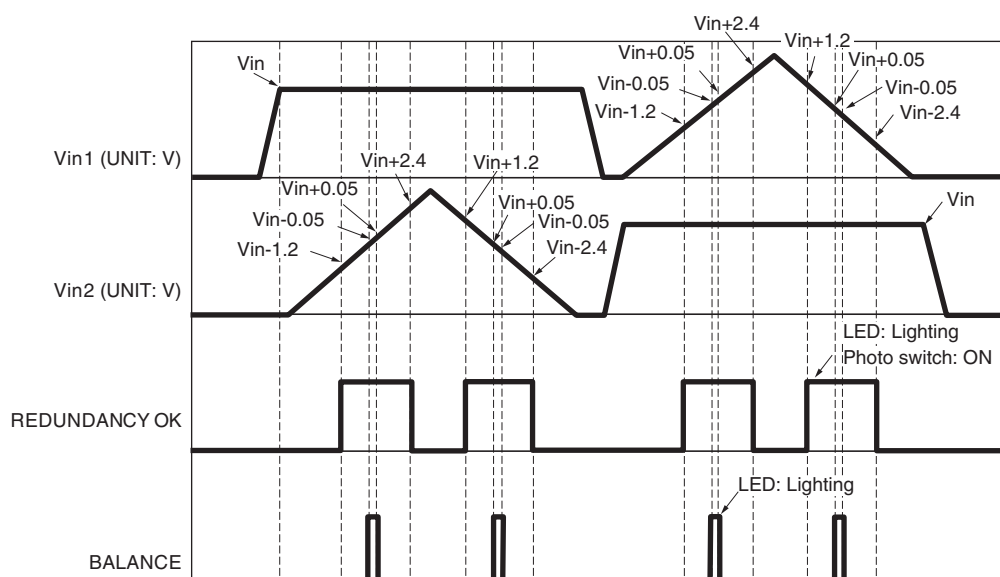 Vin+2.4
Vin+1.2
Vin+0.05
Vin+0.05
Vin
Vin-0.05
Vin-0.05
Vin-1.2
Vin-2.4
Vin1 (UNIT: V)
Vin+2.4
Vin+1.2
Vin+0.05
Vin+0.05
Vin
Vin-0.05
Vin-0.05
Vin-1.2
Vin-2.4
Vin2 (UNIT: V)
LED: Lighting
Photo switch: ON
REDUNDANCY OK
LED: Lighting
BALANCE